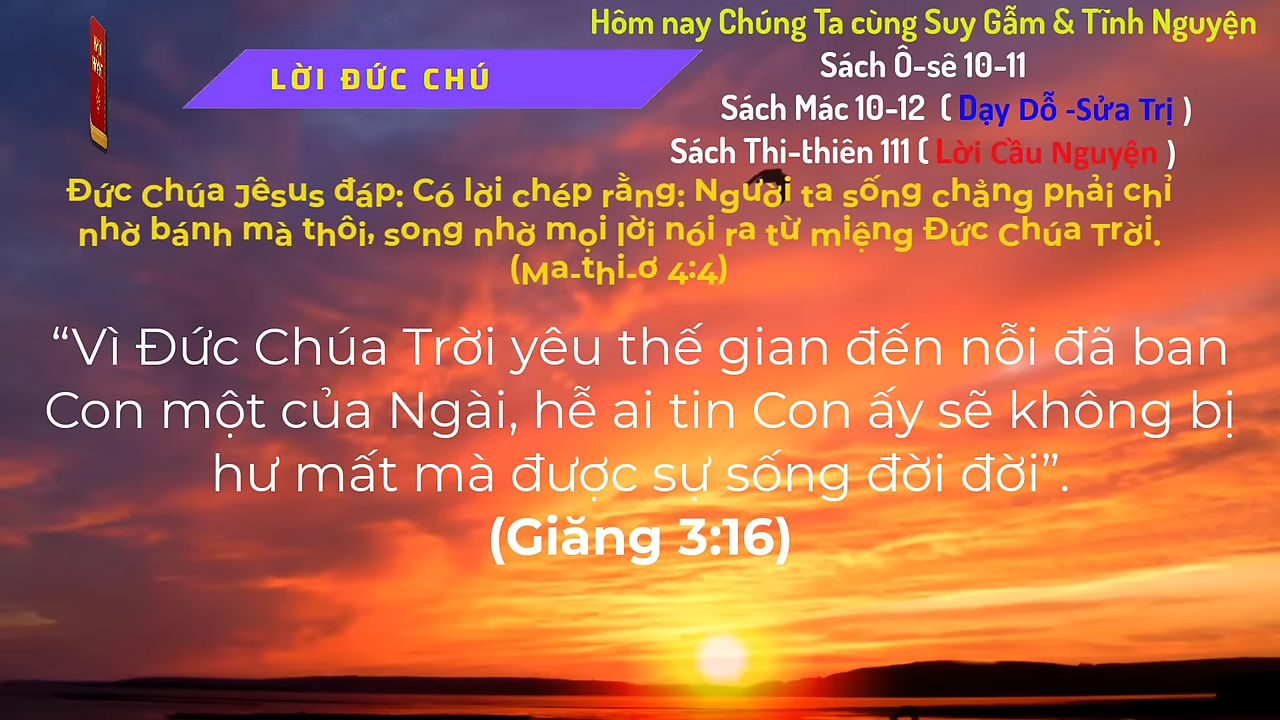 Hôm nay Chúng Ta cùng Suy Gẫm & Tĩnh Nguyện
LỜI ĐỨC CHÚ
Sách Ô-sê 10-11
Sách Mác 10-12 ( Dạy Dỗ -Sửa Trị )
Sách Thi-thiên 111 ( Lời Cầu Nguyện )
Đức Chúa Jêsus đáp: Có lời chép rằng: Người ta sống chẳng phải chỉ
nhờ bánh mà thôi, song nhờ mọi lời nói ra từ miệng Đức Chúa Trời.
(Ma-thi-ơ 4:4)
“Vì Đức Chúa Trời yêu thế gian đến nỗi đã ban
Con một của Ngài, hễ ai tin Con ấy sẽ không bị
hư mất mà được sự sống đời đời”.
(Giăng 3:16)